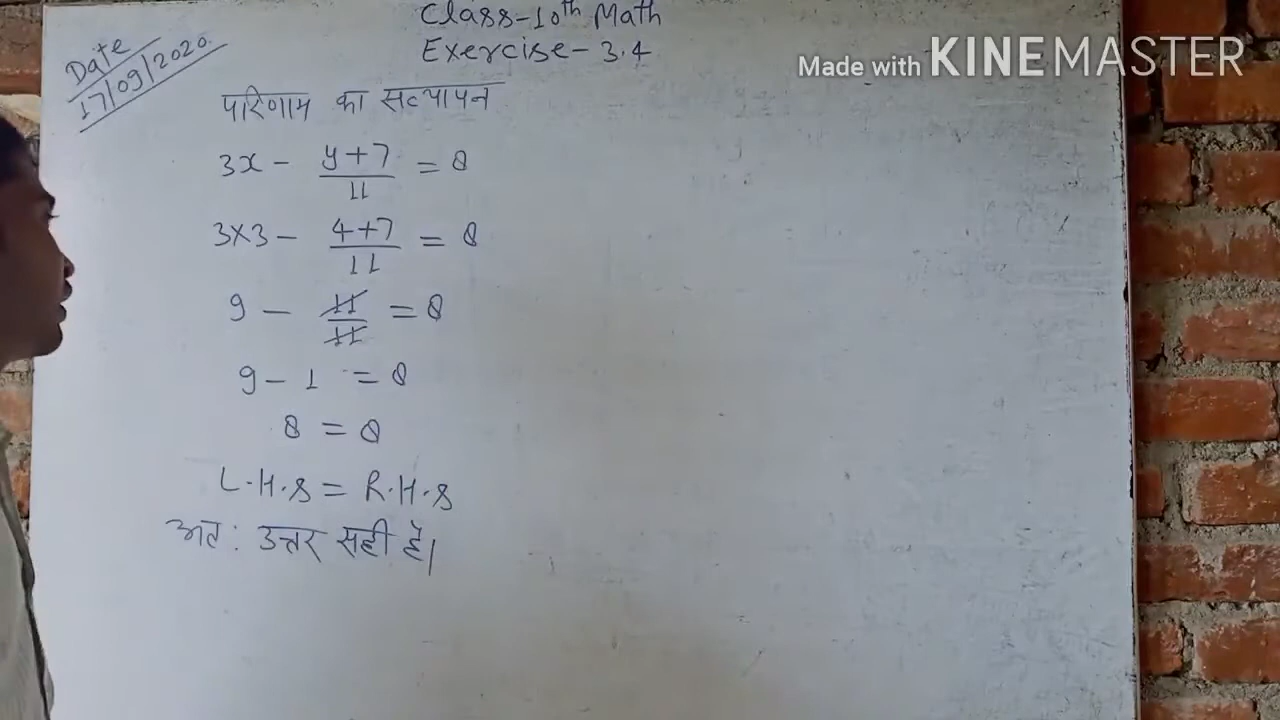 Class-10th Math
Exercise-3.4
Made with KINEMASTER
Date
17/09/2020
परिणाम का सत्यापन
3x - y+7/11 = 8
3×3 - 4+7/11 = 8
9 - 11/11 = 8
9-1 = 8
8 = 8
L.H.S = R.H.S
अत: उत्तर सही है।